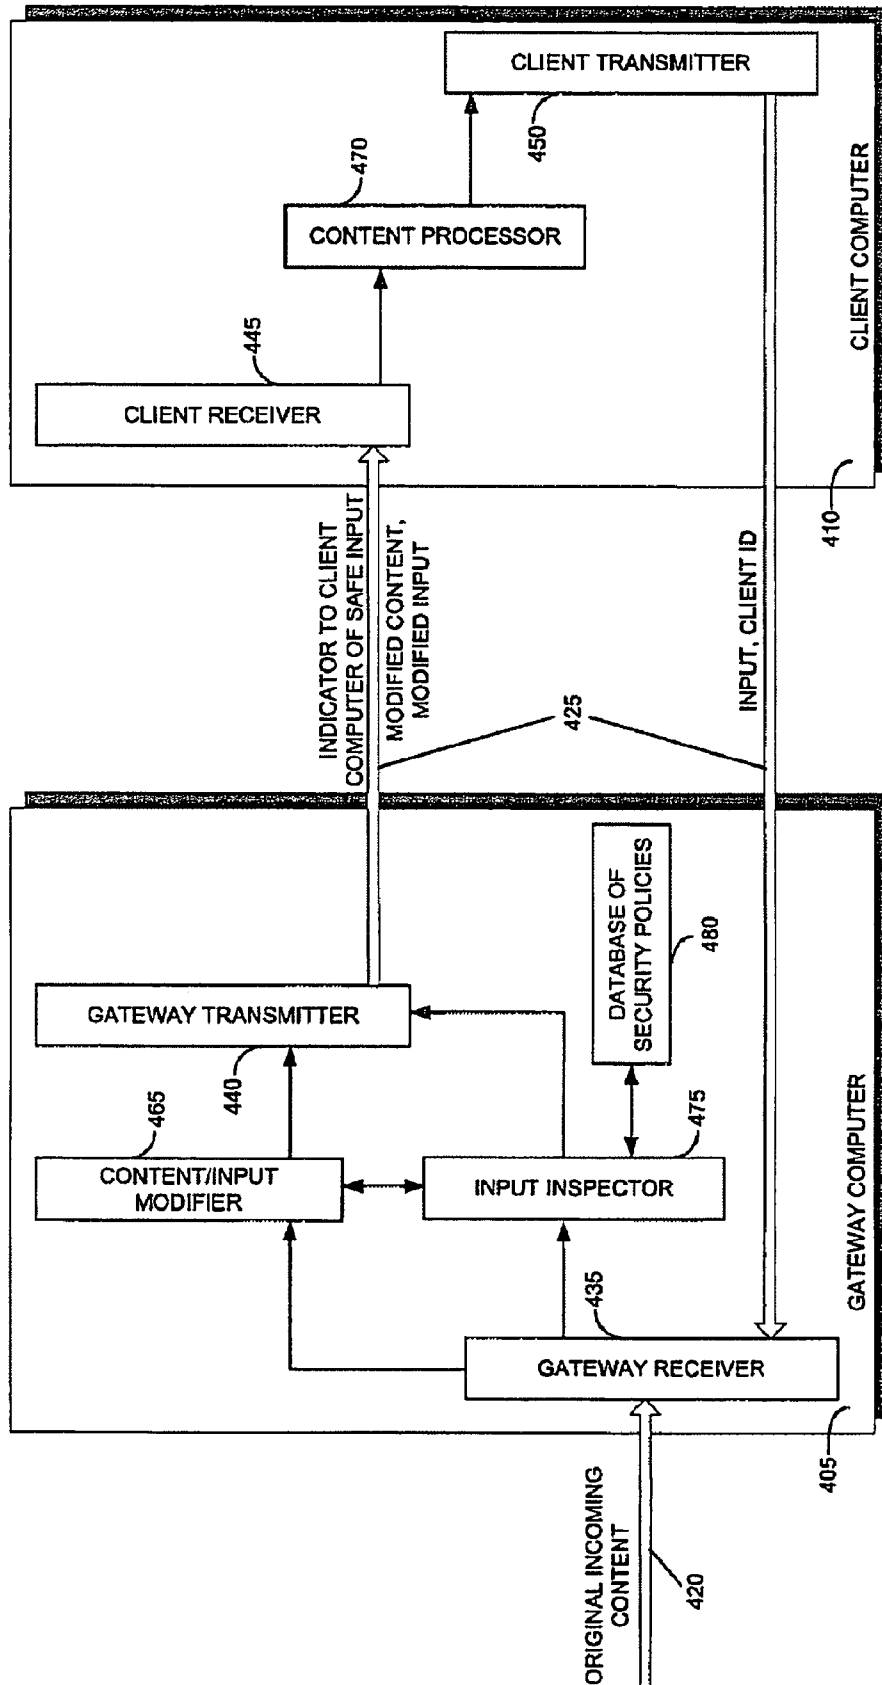 ORIGINAL INCOMING
CONTENT
420
405
GATEWAY COMPUTER
GATEWAY RECEIVER
435
CONTENT/INPUT
MODIFIER
465
INPUT INSPECTOR
475
DATABASE OF
SECURITY POLICIES
480
GATEWAY TRANSMITTER
440
INDICATOR TO CLIENT
COMPUTER OF SAFE INPUT
MODIFIED CONTENT,
MODIFIED INPUT
425
INPUT, CLIENT ID
410
CLIENT COMPUTER
CLIENT RECEIVER
445
CONTENT PROCESSOR
470
CLIENT TRANSMITTER
450